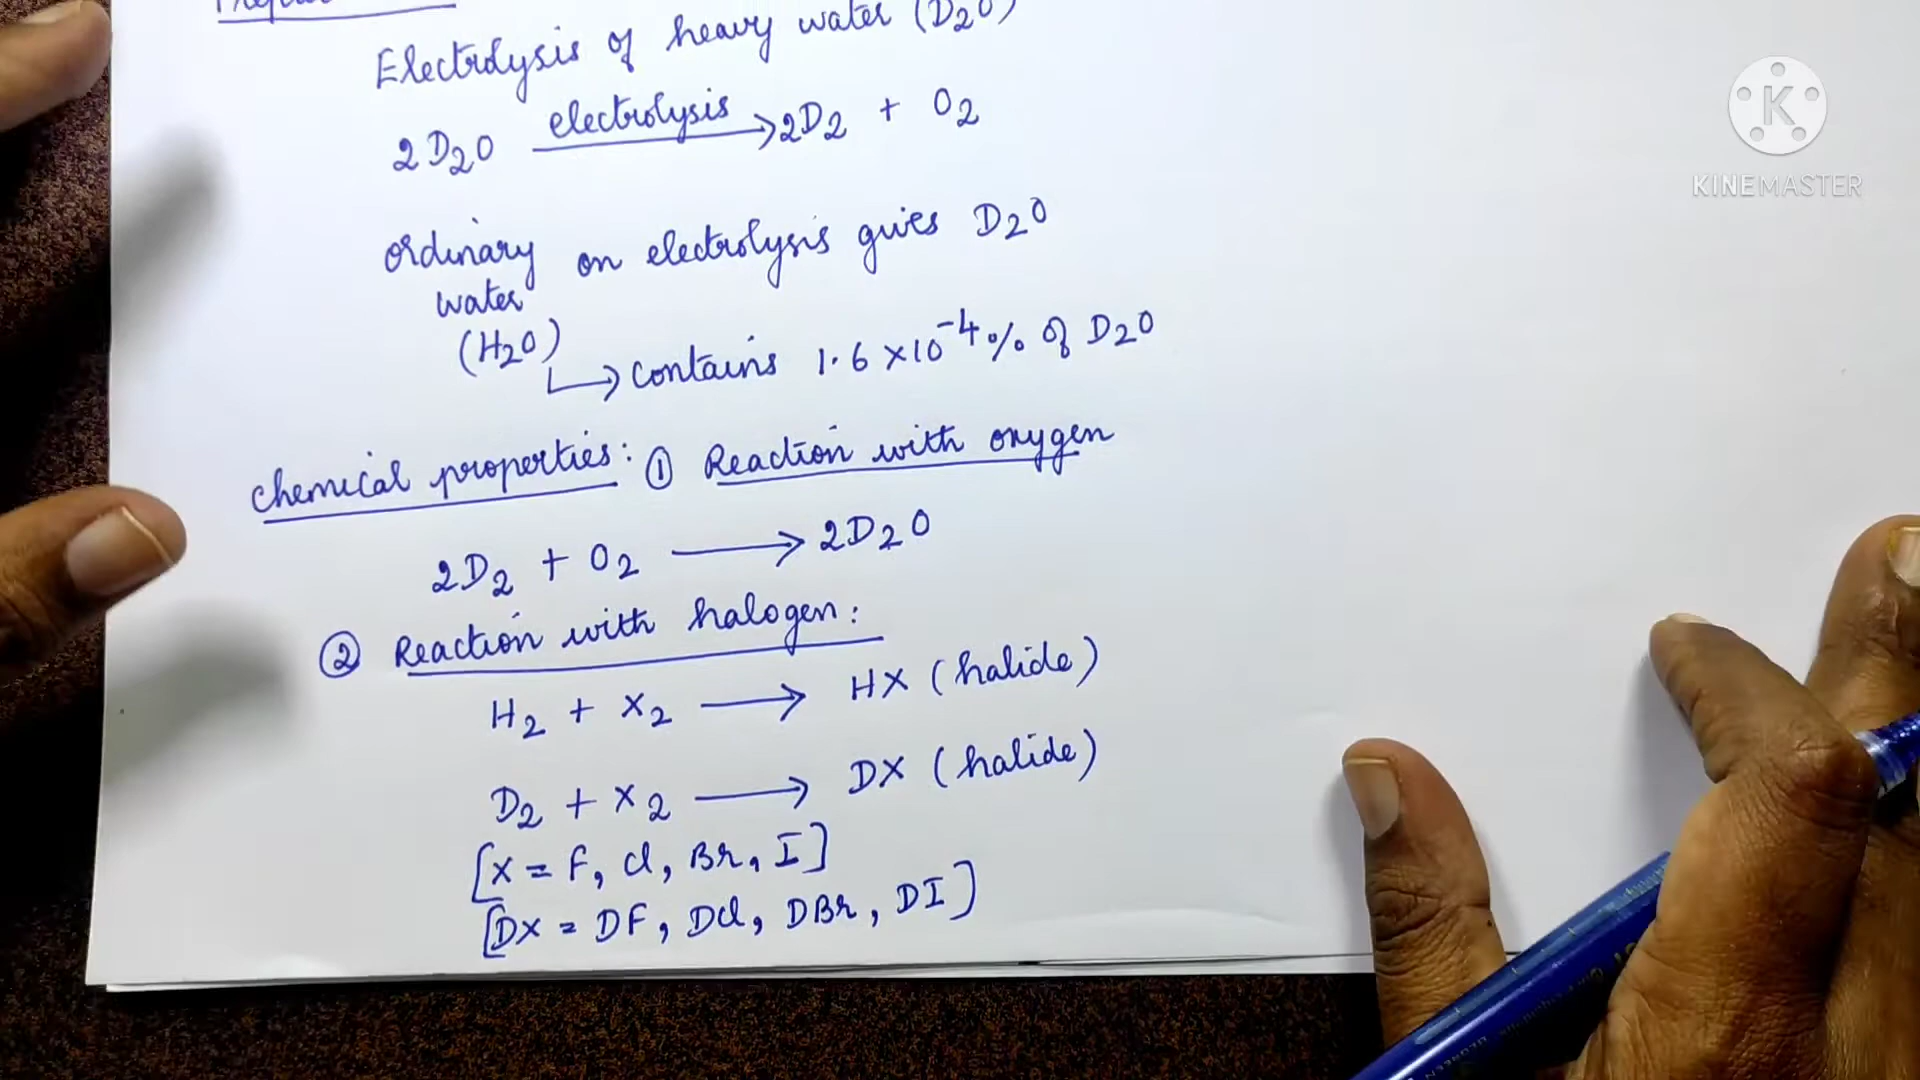 Electrolysis of heavy water (D2O)
2D2O electrolysis → 2D2 + O2
ordinary water (H2O) on electrolysis gives D2O
↳ contains 1.6 × 10⁻⁴ % of D2O
chemical properties: ① Reaction with oxygen
2D2 + O2 → 2D2O
② Reaction with halogen:
H2 + X2 → HX (halide)
D2 + X2 → DX (halide)
[X = F, Cl, Br, I]
[DX = DF, DCl, DBr, DI]
K
KINEMASTER